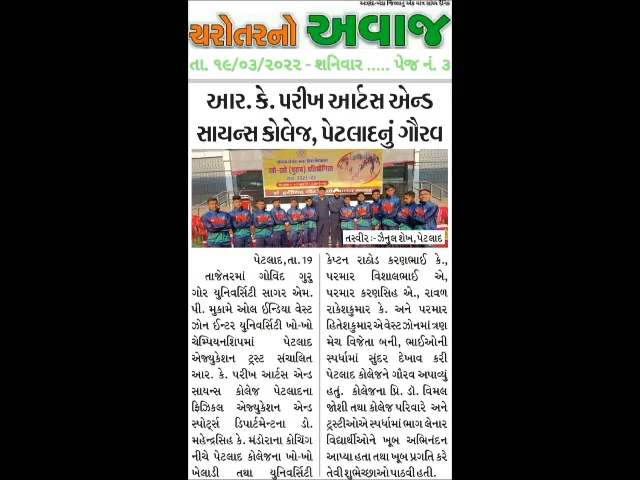 આણંદ-ખેડા જિલ્લાનું એક માત્ર સાંધ્ય દૈનિક
ચરોતરનો અવાજ
તા. ૧૯/૦૩/૨૦૨૨ - શનિવાર ..... પેજ નં. ૩
આર. કે. પરીખ આર્ટસ એન્ડ
સાયન્સ કોલેજ, પેટલાદનું ગૌરવ
खो-खो (पुरुष) प्रतियोगिता
તસ્વીર :- ઝૈનુલ શેખ, પેટલાદ
પેટલાદ,તા.19
તાજેતરમાં ગોવિંદ ગુરુ
ગોર યુનિવર્સિટી સાગર એમ.
પી. મુકામે ઓલ ઈન્ડિયા વેસ્ટ
ઝોન ઈન્ટર યુનિવર્સિટી ખો-ખો
ચેમ્પિયનશિપમાં પેટલાદ
એજ્યુકેશન ટ્રસ્ટ સંચાલિત
આર. કે. પરીખ આર્ટસ એન્ડ
સાયન્સ કોલેજ પેટલાદના
ફિઝિકલ એજ્યુકેશન એન્ડ
સ્પોર્ટ્સ ડિપાર્ટમેન્ટના ડો.
મહેન્દ્રસિંહ કે. મંડોરાના કોચિંગ
નીચે પેટલાદ કોલેજના ખો-ખો
ખેલાડી તથા યુનિવર્સિટી
કેપ્ટન રાઠોડ કરણભાઈ કે.,
પરમાર વિશાલભાઈ એ,
પરમાર કરણસિંહ એ., રાવળ
રાકેશકુમાર કે. અને પરમાર
હિતેશકુમાર એ વેસ્ટ ઝોનમાં ત્રણ
મેચ વિજેતા બની, ભાઈઓની
સ્પર્ધામાં સુંદર દેખાવ કરી
પેટલાદ કોલેજને ગૌરવ અપાવ્યું
હતું. કોલેજના પ્રિ. ડૉ. વિમલ
જોશી તથા કોલેજ પરિવારે અને
ટ્રસ્ટીઓએ સ્પર્ધામાં ભાગ લેનાર
વિદ્યાર્થીઓને ખૂબ અભિનંદન
આપ્યા હતા તથા ખૂબ પ્રગતિ કરે
તેવી શુભેચ્છાઓ પાઠવી હતી.